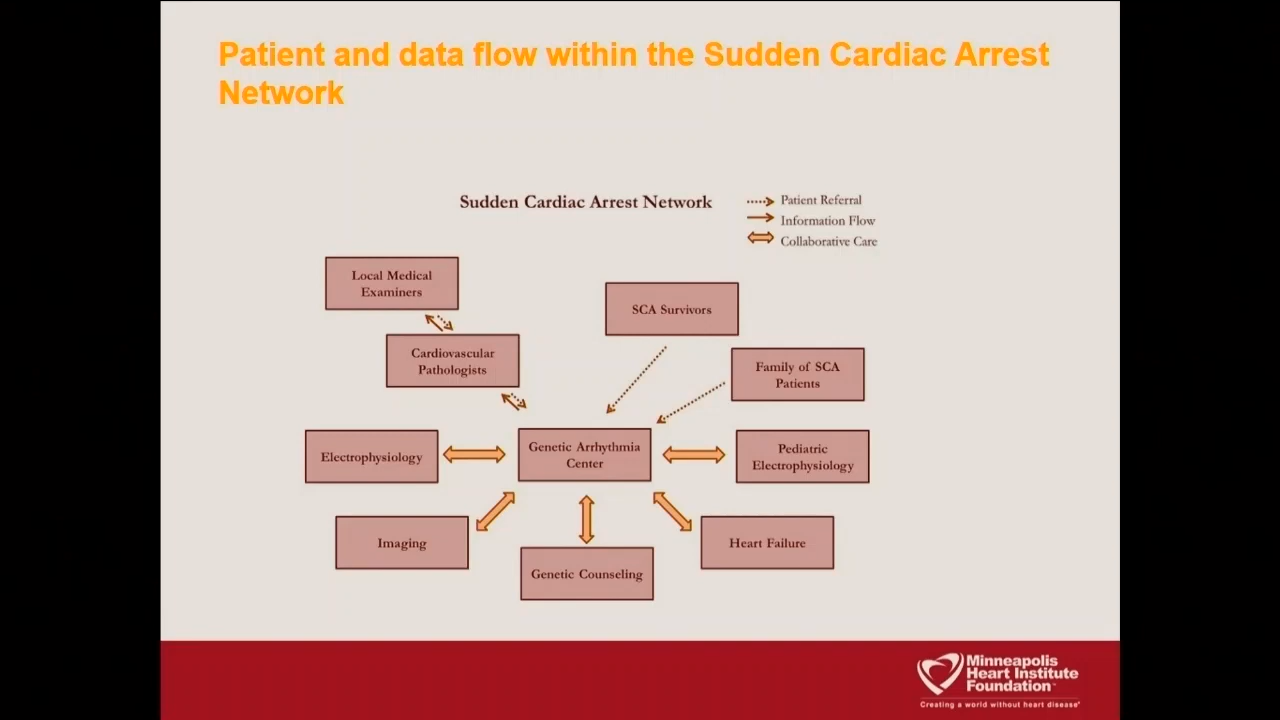 Patient and data flow within the Sudden Cardiac Arrest
Network
Sudden Cardiac Arrest Network
Patient Referral
Information Flow
Collaborative Care
Local Medical
Examiners
SCA Survivors
Cardiovascular
Pathologists
Family of SCA
Patients
Electrophysiology
Genetic Arrhythmia
Center
Pediatric
Electrophysiology
Imaging
Genetic Counseling
Heart Failure
Minneapolis
Heart Institute
Foundation™
Creating a world without heart disease®